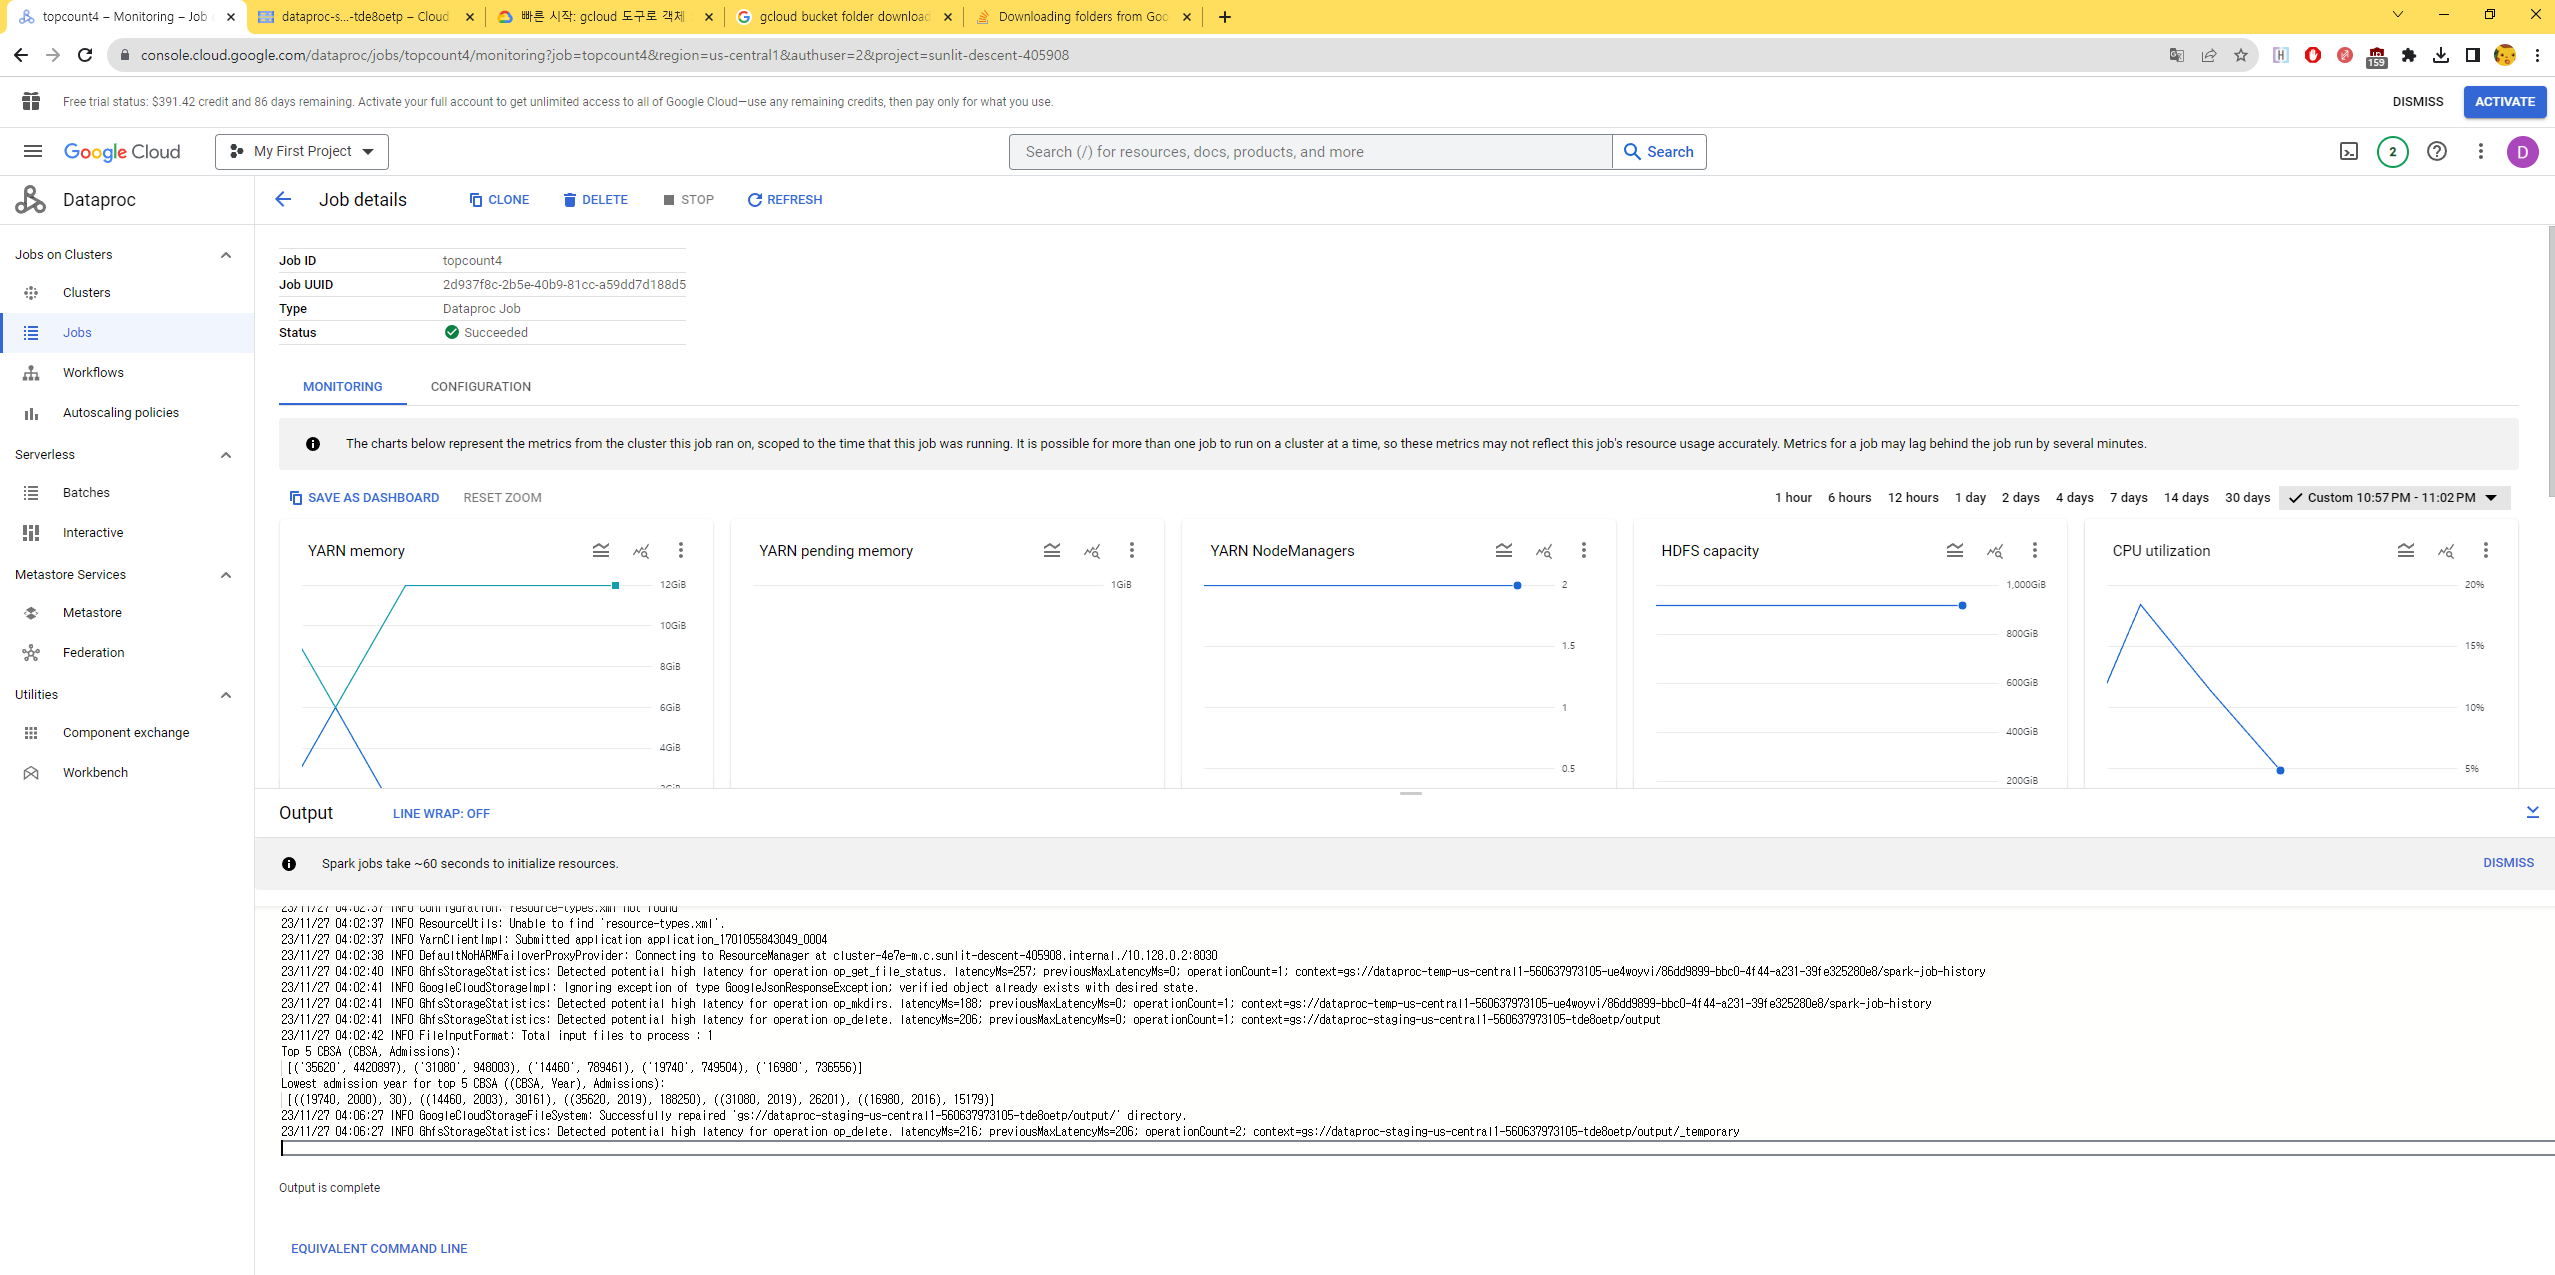 topcount4 – Monitoring – Job
dataproc-s...-tde8oetp – Cloud
빠른 시작: gcloud 도구로 객체
gcloud bucket folder download
Downloading folders from Goo
console.cloud.google.com/dataproc/jobs/topcount4/monitoring?job=topcount4&region=us-central1&authuser=2&project=sunlit-descent-405908
159
Free trial status: $391.42 credit and 86 days remaining. Activate your full account to get unlimited access to all of Google Cloud—use any remaining credits, then pay only for what you use.
DISMISS
ACTIVATE
Google Cloud
My First Project
Search (/) for resources, docs, products, and more
Search
2
D
Dataproc
Job details
CLONE
DELETE
STOP
REFRESH
Jobs on Clusters
Clusters
Jobs
Workflows
Autoscaling policies
Serverless
Batches
Interactive
Metastore Services
Metastore
Federation
Utilities
Component exchange
Workbench
Job ID topcount4
Job UUID 2d937f8c-2b5e-40b9-81cc-a59dd7d188d5
Type Dataproc Job
Status Succeeded
MONITORING
CONFIGURATION
The charts below represent the metrics from the cluster this job ran on, scoped to the time that this job was running. It is possible for more than one job to run on a cluster at a time, so these metrics may not reflect this job's resource usage accurately. Metrics for a job may lag behind the job run by several minutes.
SAVE AS DASHBOARD
RESET ZOOM
1 hour 6 hours 12 hours 1 day 2 days 4 days 7 days 14 days 30 days Custom 10:57 PM - 11:02 PM
YARN memory
12GiB
10GiB
8GiB
6GiB
4GiB
2GiB
YARN pending memory
1GiB
YARN NodeManagers
2
1.5
1
0.5
HDFS capacity
1,000GiB
800GiB
600GiB
400GiB
200GiB
CPU utilization
20%
15%
10%
5%
Output
LINE WRAP: OFF
Spark jobs take ~60 seconds to initialize resources.
DISMISS
23/11/27 04:02:37 INFO Configuration: resource-types.xml not found
23/11/27 04:02:37 INFO ResourceUtils: Unable to find 'resource-types.xml'.
23/11/27 04:02:37 INFO YarnClientImpl: Submitted application application_1701055843049_0004
23/11/27 04:02:38 INFO DefaultNoHARMFailoverProxyProvider: Connecting to ResourceManager at cluster-4e7e-m.c.sunlit-descent-405908.internal./10.128.0.2:8030
23/11/27 04:02:40 INFO GhfsStorageStatistics: Detected potential high latency for operation op_get_file_status. latencyMs=257; previousMaxLatencyMs=0; operationCount=1; context=gs://dataproc-temp-us-central1-560637973105-ue4woyvi/86dd9899-bbc0-4f44-a231-39fe325280e8/spark-job-history
23/11/27 04:02:41 INFO GoogleCloudStorageImpl: Ignoring exception of type GoogleJsonResponseException; verified object already exists with desired state.
23/11/27 04:02:41 INFO GhfsStorageStatistics: Detected potential high latency for operation op_mkdirs. latencyMs=188; previousMaxLatencyMs=0; operationCount=1; context=gs://dataproc-temp-us-central1-560637973105-ue4woyvi/86dd9899-bbc0-4f44-a231-39fe325280e8/spark-job-history
23/11/27 04:02:41 INFO GhfsStorageStatistics: Detected potential high latency for operation op_delete. latencyMs=206; previousMaxLatencyMs=0; operationCount=1; context=gs://dataproc-staging-us-central1-560637973105-tde8oetp/output
23/11/27 04:02:42 INFO FileInputFormat: Total input files to process : 1
Top 5 CBSA (CBSA, Admissions):
[('35620', 4420897), ('31080', 948003), ('14460', 789461), ('19740', 749504), ('16980', 736556)]
Lowest admission year for top 5 CBSA ((CBSA, Year), Admissions):
[((19740, 2000), 30), ((14460, 2003), 30161), ((35620, 2019), 188250), ((31080, 2019), 26201), ((16980, 2016), 15179)]
23/11/27 04:06:27 INFO GoogleCloudStorageFileSystem: Successfully repaired 'gs://dataproc-staging-us-central1-560637973105-tde8oetp/output/' directory.
23/11/27 04:06:27 INFO GhfsStorageStatistics: Detected potential high latency for operation op_delete. latencyMs=216; previousMaxLatencyMs=206; operationCount=2; context=gs://dataproc-staging-us-central1-560637973105-tde8oetp/output/_temporary
Output is complete
EQUIVALENT COMMAND LINE